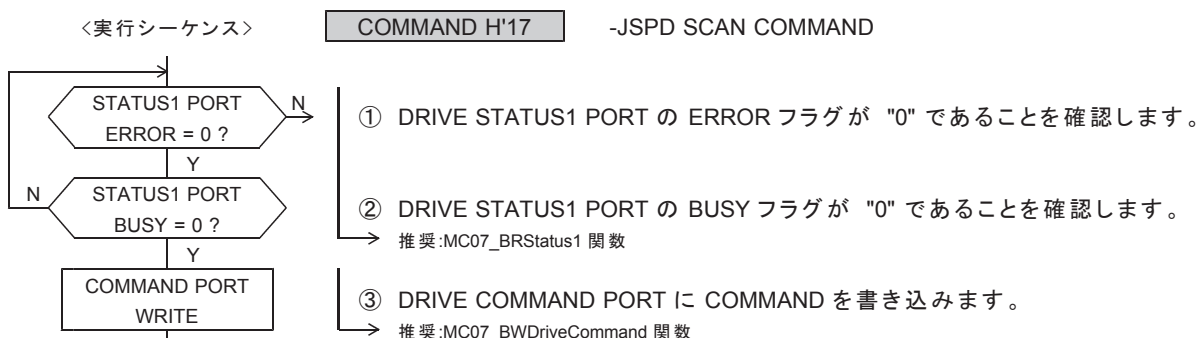 <実行シーケンス> COMMAND H'17 -JSPD SCAN COMMAND
STATUS1 PORT
ERROR = 0 ?
N
① DRIVE STATUS1 PORT の ERROR フラグが "0" であることを確認します。
Y
N
STATUS1 PORT
BUSY = 0 ?
② DRIVE STATUS1 PORT の BUSY フラグが "0" であることを確認します。
推奨:MC07_BRStatus1 関数
Y
COMMAND PORT
WRITE
③ DRIVE COMMAND PORT に COMMAND を書き込みます。
推奨:MC07_BWDriveCommand 関数